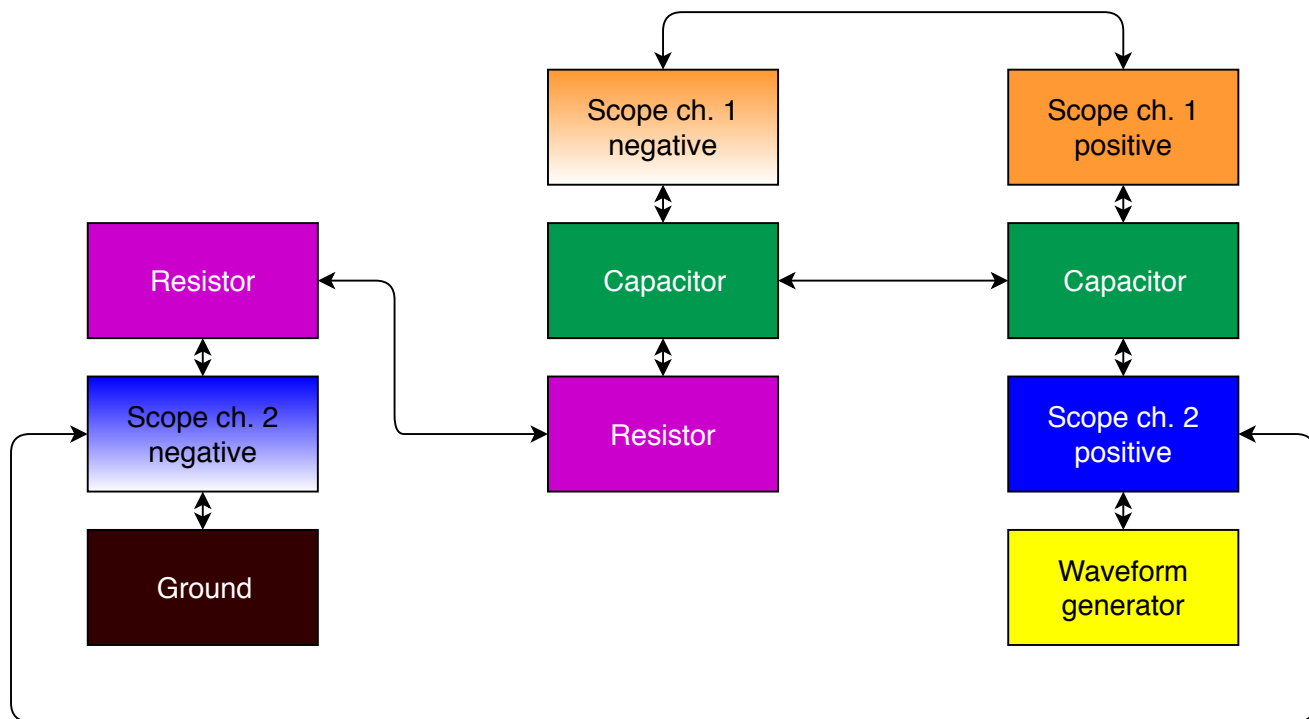 Scope ch. 1
negative
Scope ch. 1
positive
Resistor
Capacitor
Capacitor
Scope ch. 2
negative
Resistor
Scope ch. 2
positive
Ground
Waveform
generator